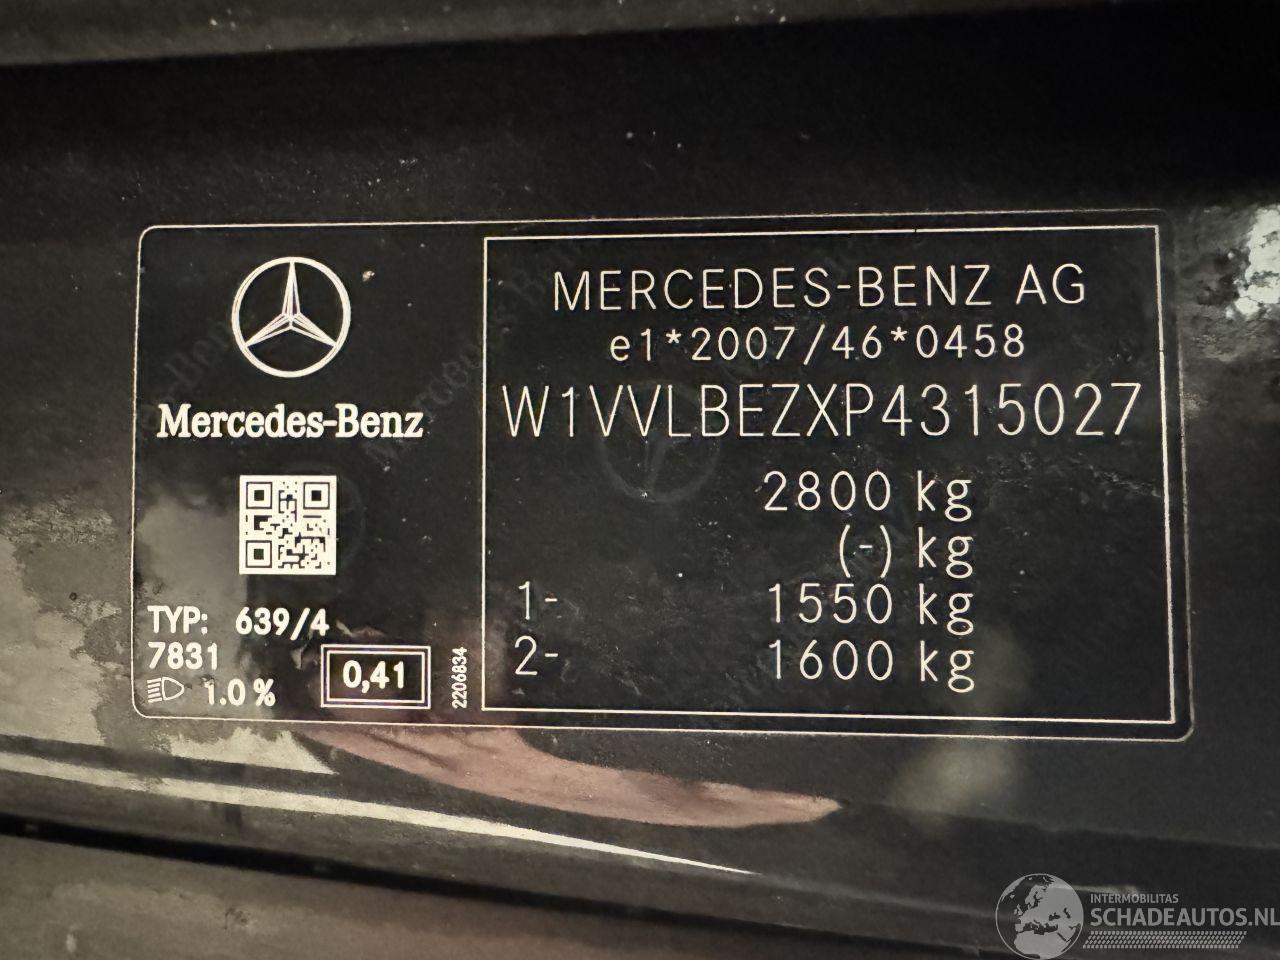 Mercedes-Benz
TYP: 639/4
7831
1.0 %
0,41
2206834
MERCEDES-BENZ AG
e1*2007/46*0458
W1VVLBEZXP4315027
2800 kg
(-) kg
1- 1550 kg
2- 1600 kg
INTERMOBILITAS
SCHADEAUTOS.NL